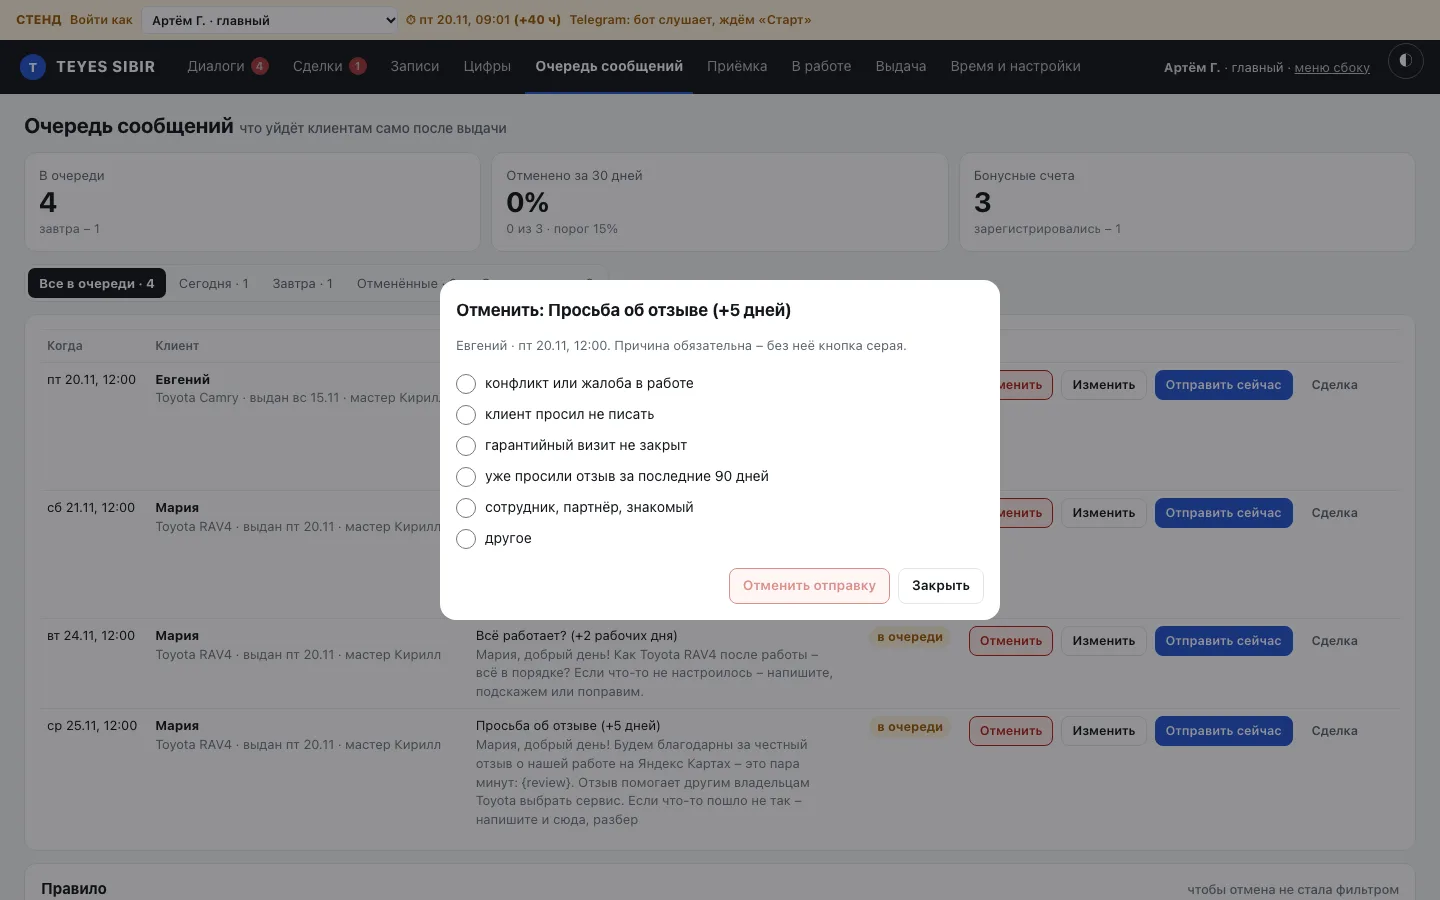 СТЕНД Войти как Артём Г. · главный ⏱ пт 20.11, 09:01 (+40 ч) Telegram: бот слушает, ждём «Старт»
T TEYES SIBIR Диалоги 4 Сделки 1 Записи Цифры Очередь сообщений Приёмка В работе Выдача Время и настройки Артём Г. · главный · меню сбоку
Очередь сообщений что уйдёт клиентам само после выдачи
В очереди
4
завтра – 1
Отменено за 30 дней
0%
0 из 3 · порог 15%
Бонусные счета
3
зарегистрировались – 1
Все в очереди · 4 Сегодня · 1 Завтра · 1 Отменённые ·
Отменить: Просьба об отзыве (+5 дней)
Евгений · пт 20.11, 12:00. Причина обязательна – без неё кнопка серая.
конфликт или жалоба в работе
клиент просил не писать
гарантийный визит не закрыт
уже просили отзыв за последние 90 дней
сотрудник, партнёр, знакомый
другое
Отменить отправку Закрыть
Когда Клиент
пт 20.11, 12:00 Евгений
Toyota Camry · выдан вс 15.11 · мастер Кирилл
менить Изменить Отправить сейчас Сделка
сб 21.11, 12:00 Мария
Toyota RAV4 · выдан пт 20.11 · мастер Кирилл
менить Изменить Отправить сейчас Сделка
вт 24.11, 12:00 Мария
Toyota RAV4 · выдан пт 20.11 · мастер Кирилл
Всё работает? (+2 рабочих дня)
Мария, добрый день! Как Toyota RAV4 после работы –
всё в порядке? Если что-то не настроилось – напишите,
подскажем или поправим.
в очереди Отменить Изменить Отправить сейчас Сделка
ср 25.11, 12:00 Мария
Toyota RAV4 · выдан пт 20.11 · мастер Кирилл
Просьба об отзыве (+5 дней)
Мария, добрый день! Будем благодарны за честный
отзыв о нашей работе на Яндекс Картах – это пара
минут: {review}. Отзыв помогает другим владельцам
Toyota выбрать сервис. Если что-то пошло не так –
напишите и сюда, разбер
в очереди Отменить Изменить Отправить сейчас Сделка
Правило чтобы отмена не стала фильтром